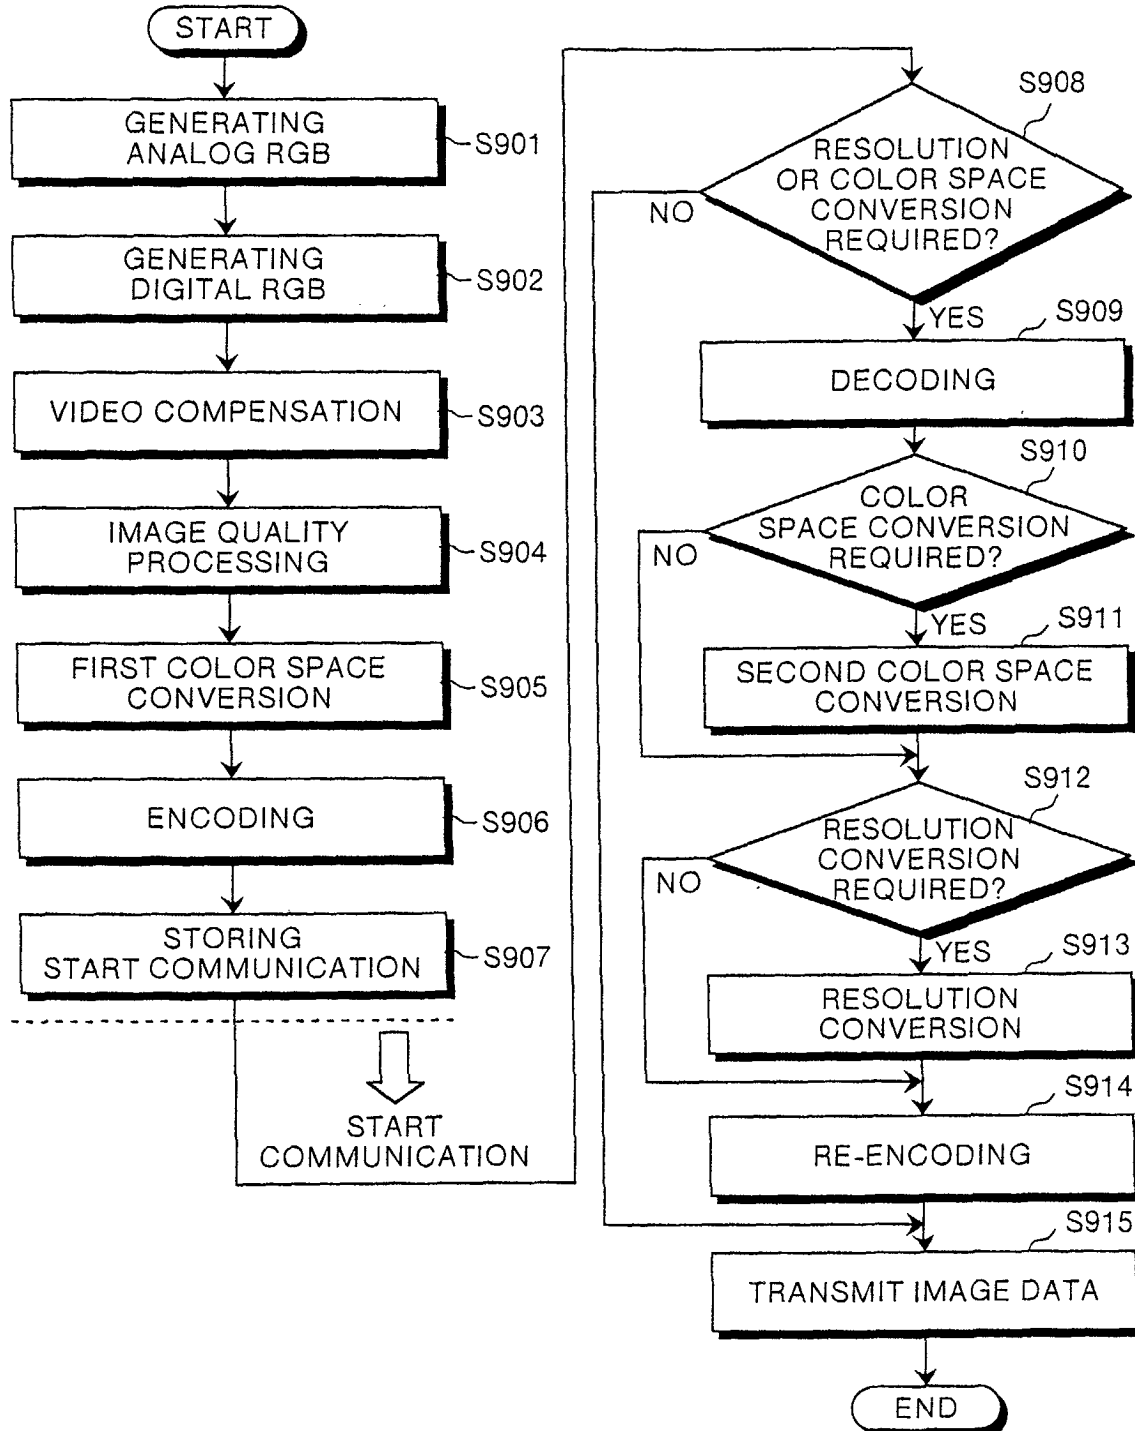 START
GENERATING
ANALOG RGB
S901
GENERATING
DIGITAL RGB
S902
VIDEO COMPENSATION
S903
IMAGE QUALITY
PROCESSING
S904
FIRST COLOR SPACE
CONVERSION
S905
ENCODING
S906
STORING
START COMMUNICATION
S907
START
COMMUNICATION
S908
RESOLUTION
OR COLOR SPACE
CONVERSION
REQUIRED?
NO
YES
S909
DECODING
S910
COLOR
SPACE CONVERSION
REQUIRED?
NO
YES
S911
SECOND COLOR SPACE
CONVERSION
S912
RESOLUTION
CONVERSION
REQUIRED?
NO
YES
S913
RESOLUTION
CONVERSION
S914
RE-ENCODING
S915
TRANSMIT IMAGE DATA
END